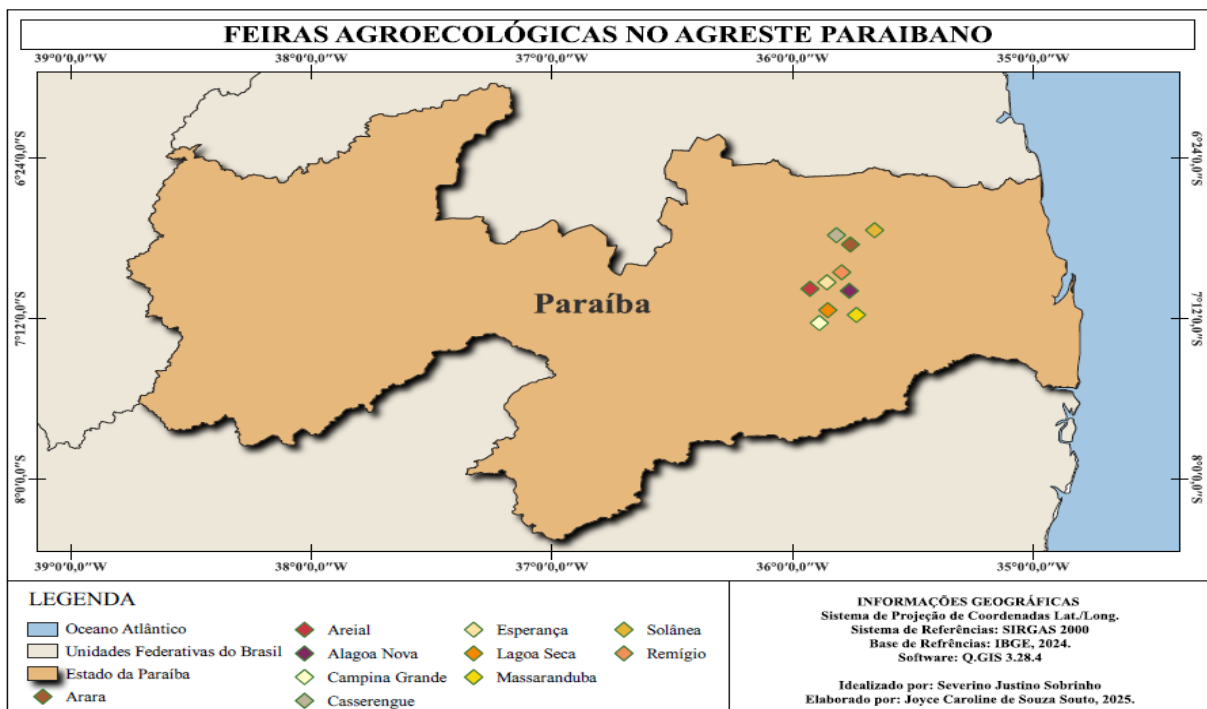 FEIRAS AGROECOLÓGICAS NO AGRESTE PARAIBANO
39°0'0,0"W 38°0'0,0"W 37°0'0,0"W 36°0'0,0"W 35°0'0,0"W
6°24'0,0"S 6°24'0,0"S
Paraíba
7°12'0,0"S 7°12'0,0"S
8°0'0,0"S 8°0'0,0"S
39°0'0,0"W 38°0'0,0"W 37°0'0,0"W 36°0'0,0"W 35°0'0,0"W
LEGENDA
Oceano Atlântico
Unidades Federativas do Brasil
Estado da Paraíba
Arara
Areial
Alagoa Nova
Campina Grande
Casserengue
Esperança
Lagoa Seca
Massaranduba
Solânea
Remígio
INFORMAÇÕES GEOGRÁFICAS
Sistema de Projeção de Coordenadas Lat./Long.
Sistema de Referências: SIRGAS 2000
Base de Refrências: IBGE, 2024.
Software: Q.GIS 3.28.4
Idealizado por: Severino Justino Sobrinho
Elaborado por: Joyce Caroline de Souza Souto, 2025.